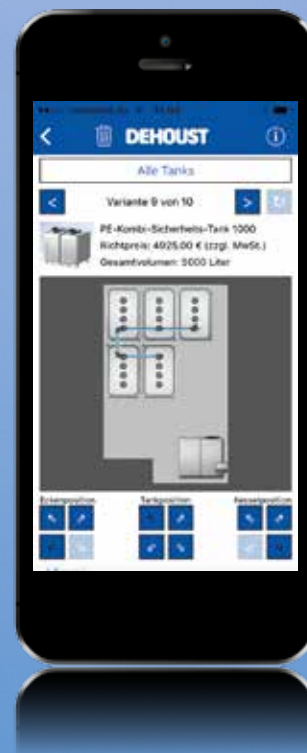 DEHOUST
Alle Tanks
Variante 9 von 10
PE-Kombi-Sicherheits-Tank 1000
Richtpreis: 4025.00 € (zzgl. MwSt.)
Gesamtvolumen: 5000 Liter
Eckenposition Tankposition Kesselposition